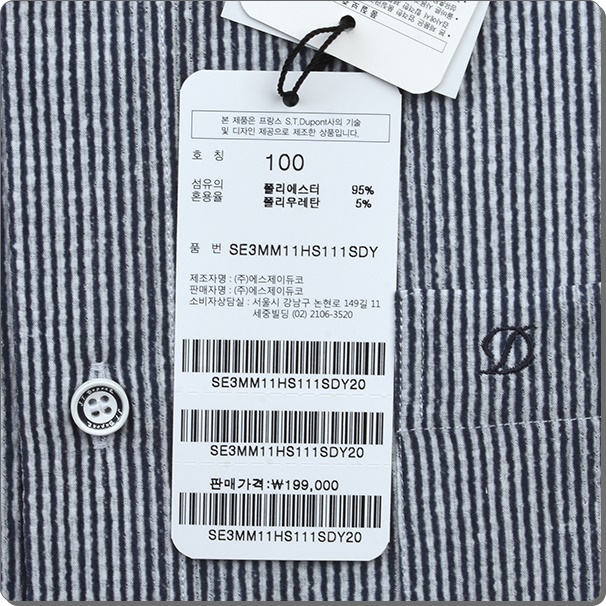 본 제품은 프랑스 S.T.Dupont사의 기술
및 디자인 제공으로 제조한 상품입니다.
호 칭 100
섬유의 폴리에스터 95%
혼용율 폴리우레탄 5%
품 번 SE3MM11HS111SDY
제조자명 : (주)에스제이듀코
판매자명 : (주)에스제이듀코
소비자상담실 : 서울시 강남구 논현로 149길 11
세중빌딩 (02) 2106-3520
SE3MM11HS111SDY20
SE3MM11HS111SDY20
판매가격:₩199,000
SE3MM11HS111SDY20
D
S.T. Dupont